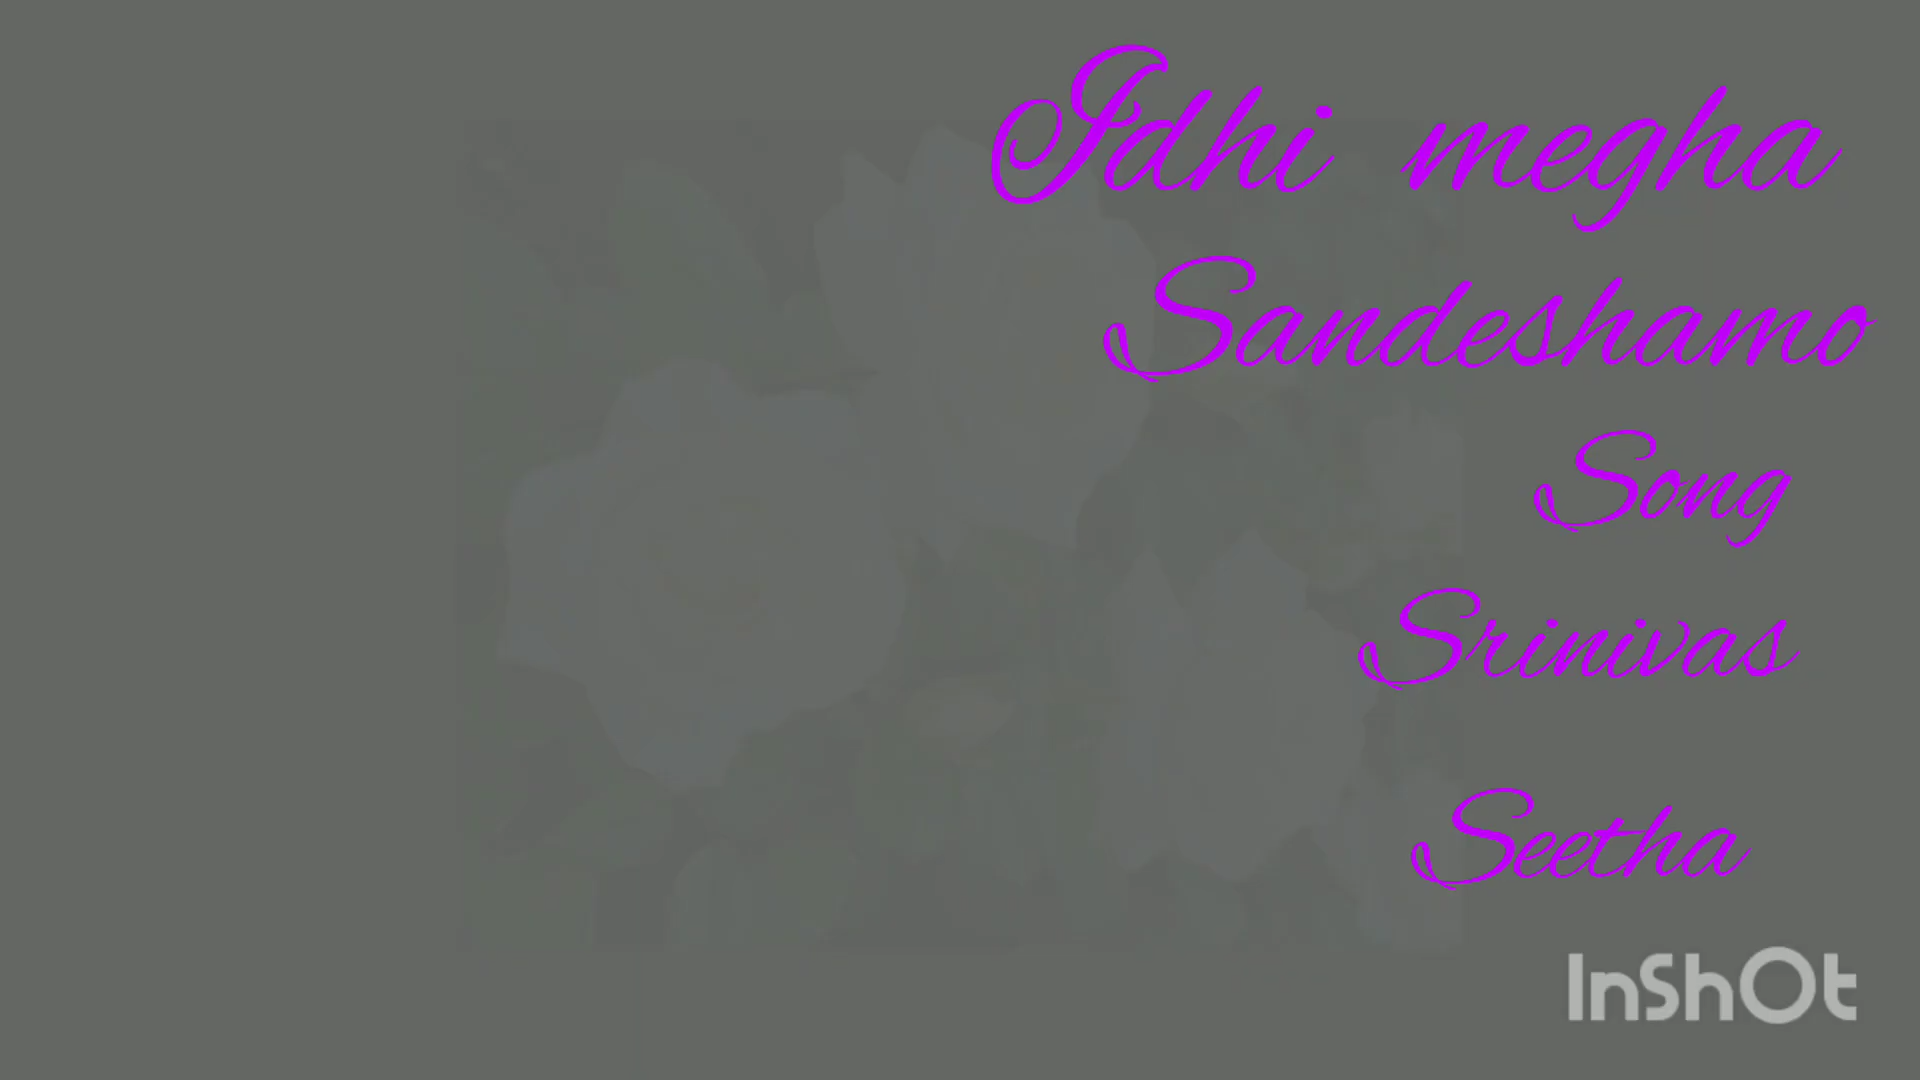 Idhi megha
Sandeshamo
Song
Srinivas
Seetha
InShOt